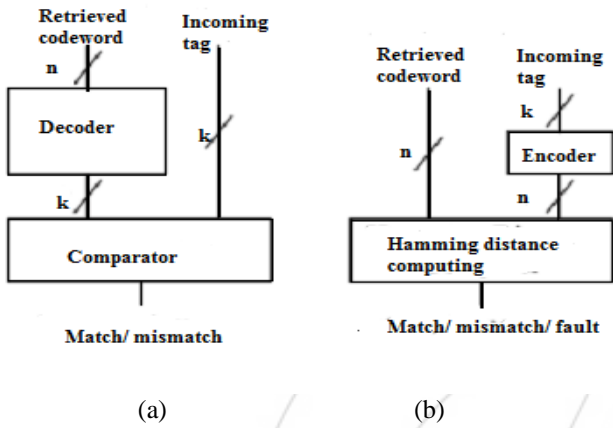 Retrieved
codeword
Incoming
tag
n
Decoder
k
k
Comparator
Match/ mismatch
(a)
Retrieved
codeword
Incoming
tag
k
Encoder
n
n
Hamming distance
computing
Match/ mismatch/ fault
(b)